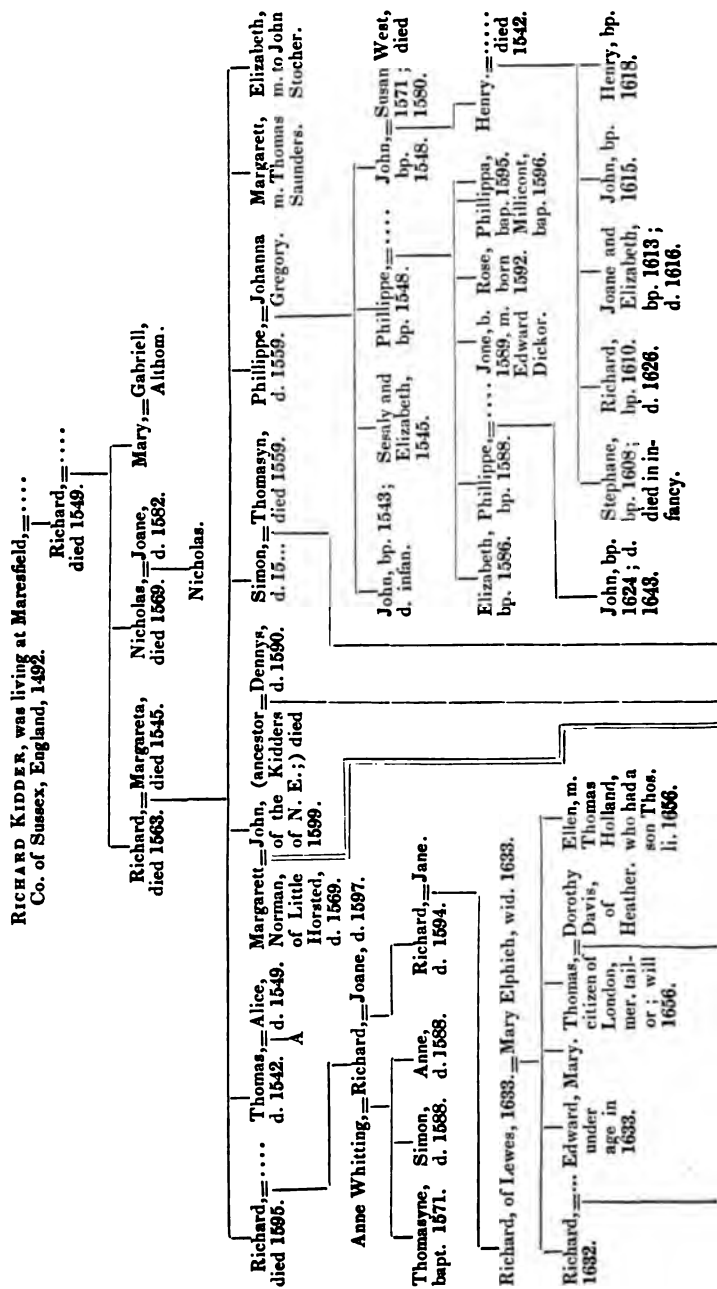 RICHARD KIDDER, was living at Maresfield,=....
Co. of Sussex, England, 1492.
Richard,=....
died 1549.
Richard,=Margareta,
died 1563. died 1545.
Nicholas,=Joane,
died 1569. d. 1582.
Mary,=Gabriell,
Althom.
Nicholas.
Richard,=....
died 1595.
Thomas,=Alice,
d. 1542. d. 1549.
A
Margarett=John, (ancestor=Dennys,
Norman, of the Kidders d. 1590.
of Little of N. E.;) died
Horsted, 1599.
d. 1569.
Simon,=Thomasyn,
d. 15... died 1559.
Phillippe,=Johanna
d. 1559. Gregory.
Margarett,
m. Thomas
Saunders.
Elizabeth,
m. to John
Stocher.
Anne Whitting,=Richard,=Joane, d. 1597.
John, bp. 1543;
d. infan.
Sesaly and
Elizabeth,
1545.
Phillippe,=....
bp. 1548.
John,=Susan West,
bp. 1571; died
1548. 1580.
Thomasyne,
bapt. 1571.
Simon,
d. 1588.
Anne,
d. 1588.
Richard,=Jane.
d. 1594.
Elizabeth,
bp. 1586.
Phillippe,=....
bp. 1588.
Jone, b.
1589, m.
Edward
Dickor.
Rose,
born
1592.
Phillippa,
bap. 1595.
Millicont,
bap. 1596.
Henry.=.....
died
1542.
Richard, of Lewes, 1633.=Mary Elphich, wid. 1633.
John, bp.
1624; d.
1643.
Stephane,
bp. 1608;
died in in-
fancy.
Richard,
bp. 1610.
d. 1626.
Joane and
Elizabeth,
bp. 1613;
d. 1616.
John, bp.
1615.
Henry, bp.
1618.
Richard,=...
1632.
Edward,
under
age in
1633.
Mary.
Thomas,=Dorothy
citizen of Davis,
London, of
mer. tail- Heather.
or; will
1656.
Ellen, m.
Thomas
Holland,
who had a
son Thos.
li. 1656.